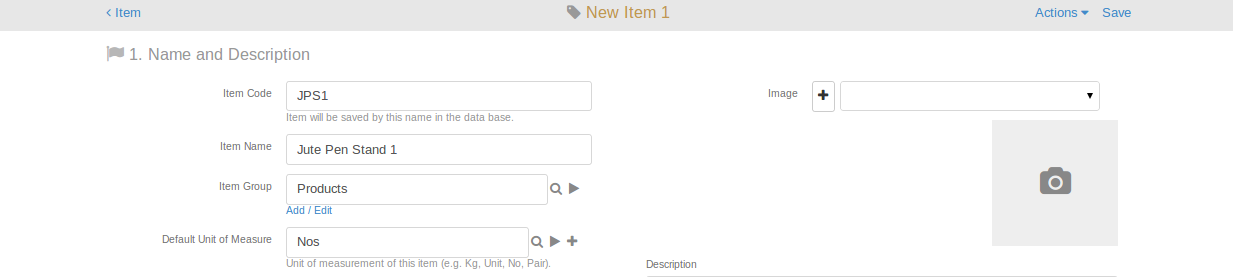 Item
New Item 1
Actions
Save
1. Name and Description
Item Code
JPS1
Item will be saved by this name in the data base.
Image
Item Name
Jute Pen Stand 1
Item Group
Products
Add / Edit
Default Unit of Measure
Nos
Unit of measurement of this item (e.g. Kg, Unit, No, Pair).
Description